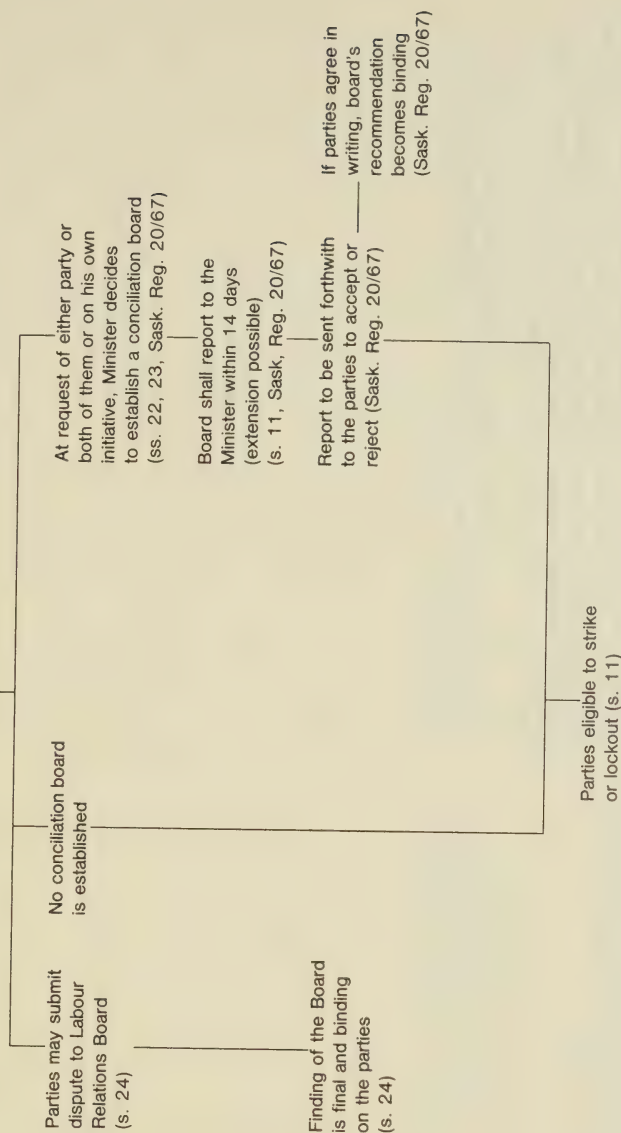 Parties may submit
dispute to Labour
Relations Board
(s. 24)
Finding of the Board
is final and binding
on the parties
(s. 24)
No conciliation board
is established
At request of either party or
both of them or on his own
initiative, Minister decides
to establish a conciliation board
(ss. 22, 23, Sask. Reg. 20/67)
Board shall report to the
Minister within 14 days
(extension possible)
(s. 11, Sask, Reg. 20/67)
Report to be sent forthwith
to the parties to accept or
reject (Sask. Reg. 20/67)
If parties agree in
writing, board's
recommendation
becomes binding
(Sask. Reg. 20/67)
Parties eligible to strike
or lockout (s. 11)